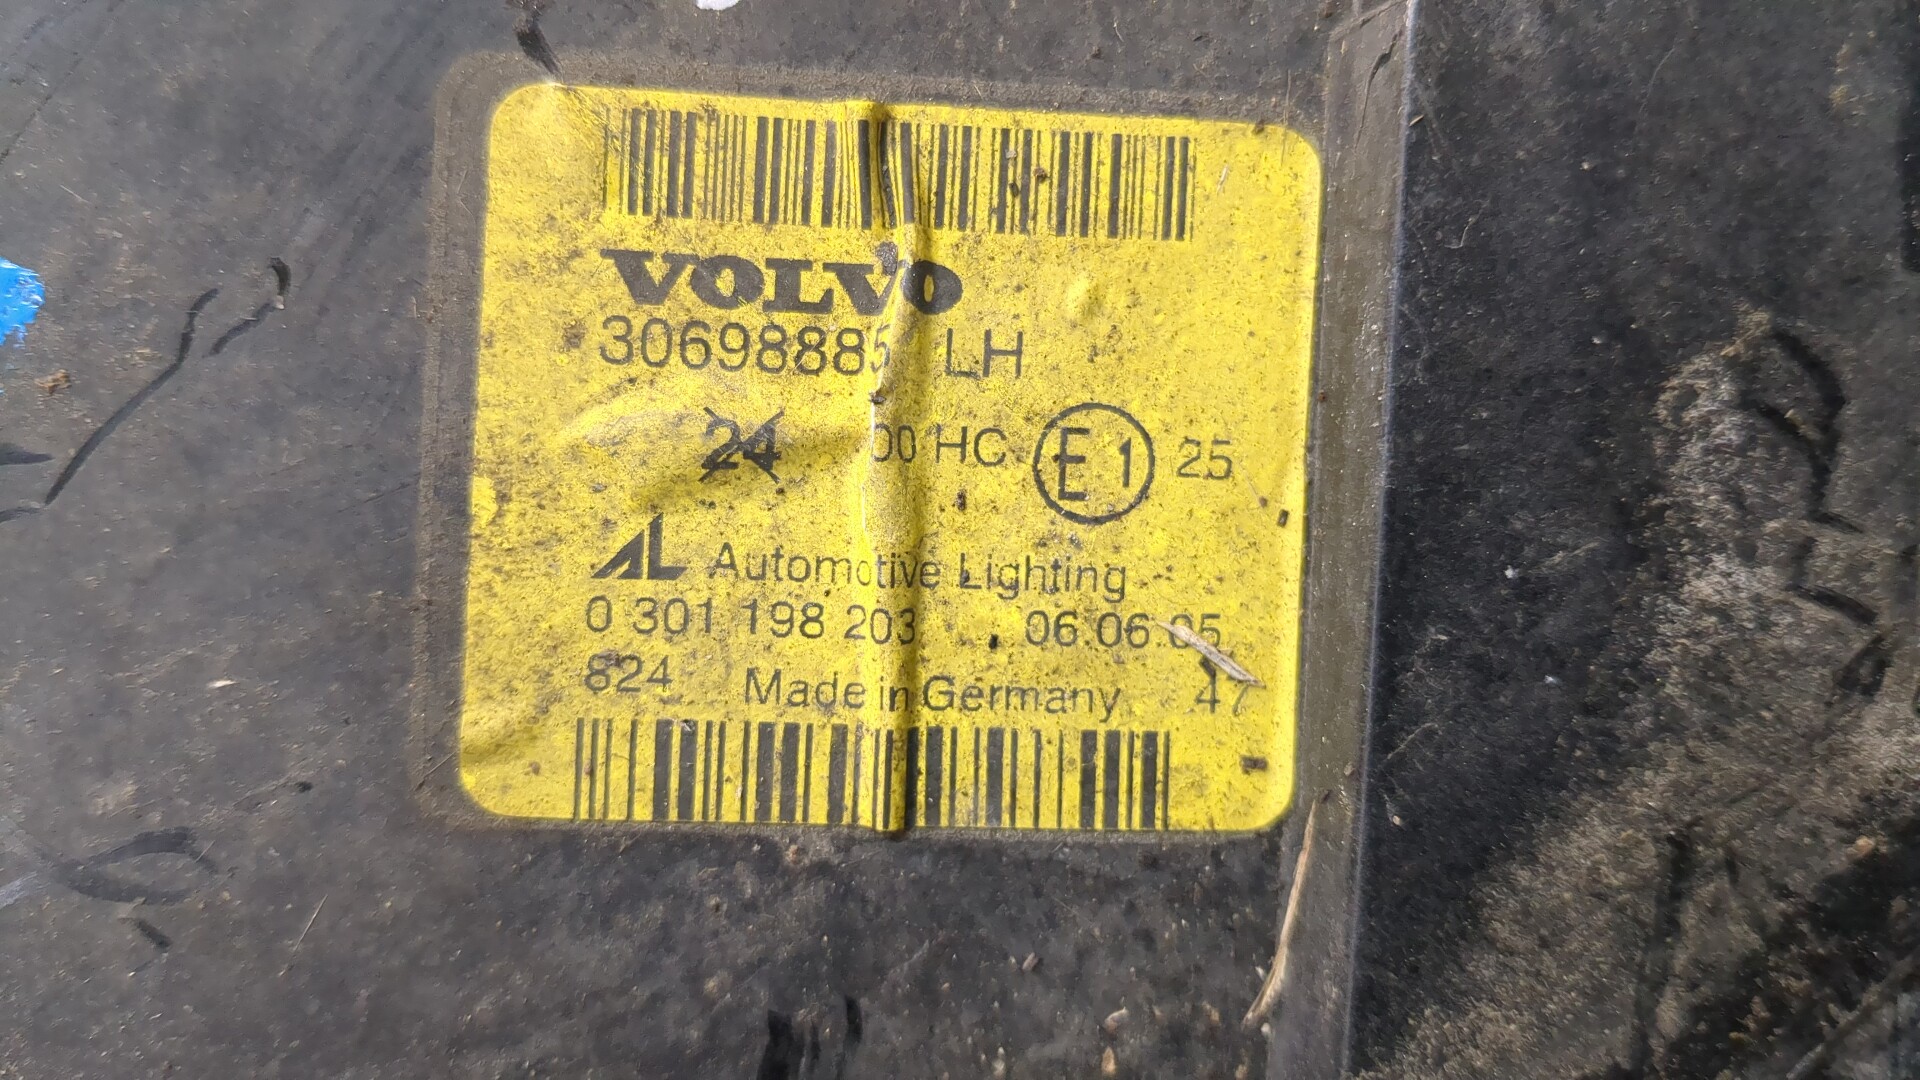 VOLVO
30698885 LH
24 00 HC E1 25
AL Automotive Lighting
0 301 198 203 06.06.05
824 Made in Germany 47